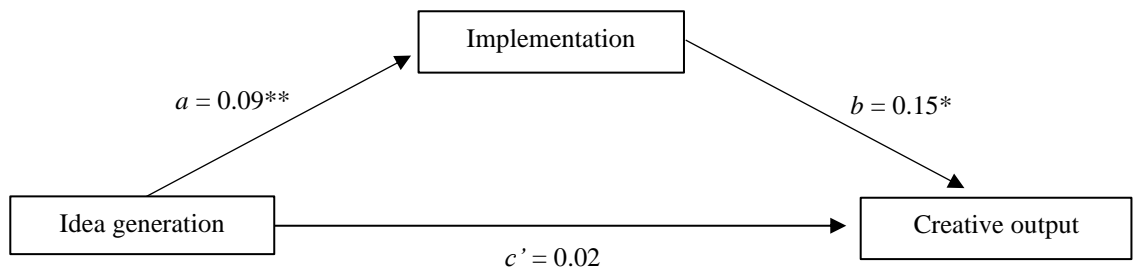 Implementation
a = 0.09**
b = 0.15*
Idea generation
Creative output
c’ = 0.02